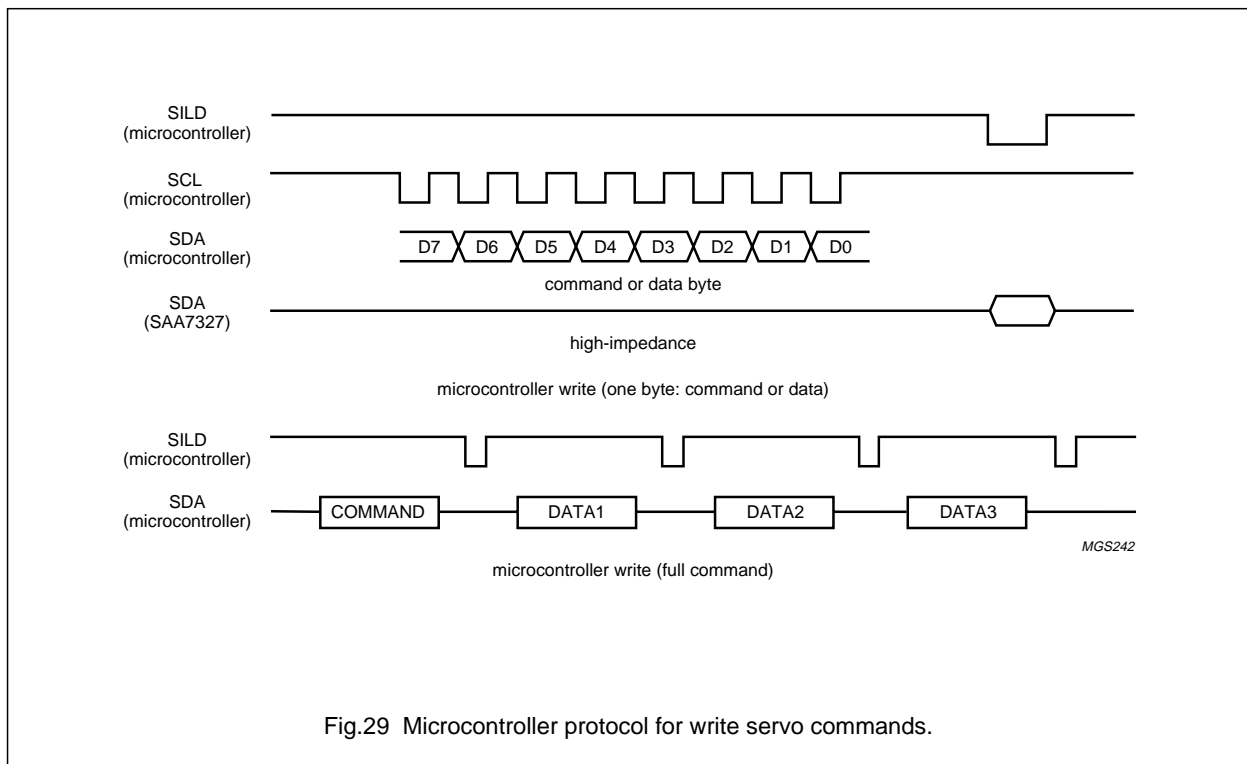 SILD
(microcontroller)
SCL
(microcontroller)
SDA
(microcontroller)
D7 D6 D5 D4 D3 D2 D1 D0
command or data byte
SDA
(SAA7327)
high-impedance
microcontroller write (one byte: command or data)
SILD
(microcontroller)
SDA
(microcontroller)
COMMAND DATA1 DATA2 DATA3
MGS242
microcontroller write (full command)
Fig.29 Microcontroller protocol for write servo commands.